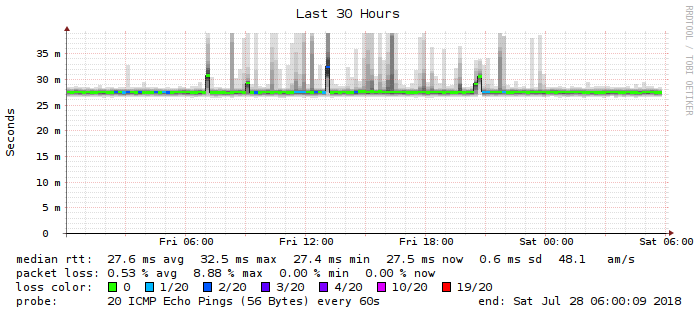 Last 30 Hours
RRDTOOL / TOBI OETIKER
Seconds
35 m
30 m
25 m
20 m
15 m
10 m
5 m
0
Fri 06:00 Fri 12:00 Fri 18:00 Sat 00:00 Sat 06:00
median rtt: 27.6 ms avg 32.5 ms max 27.4 ms min 27.5 ms now 0.6 ms sd 48.1 am/s
packet loss: 0.53 % avg 8.88 % max 0.00 % min 0.00 % now
loss color: 0 1/20 2/20 3/20 4/20 10/20 19/20
probe: 20 ICMP Echo Pings (56 Bytes) every 60s end: Sat Jul 28 06:00:09 2018